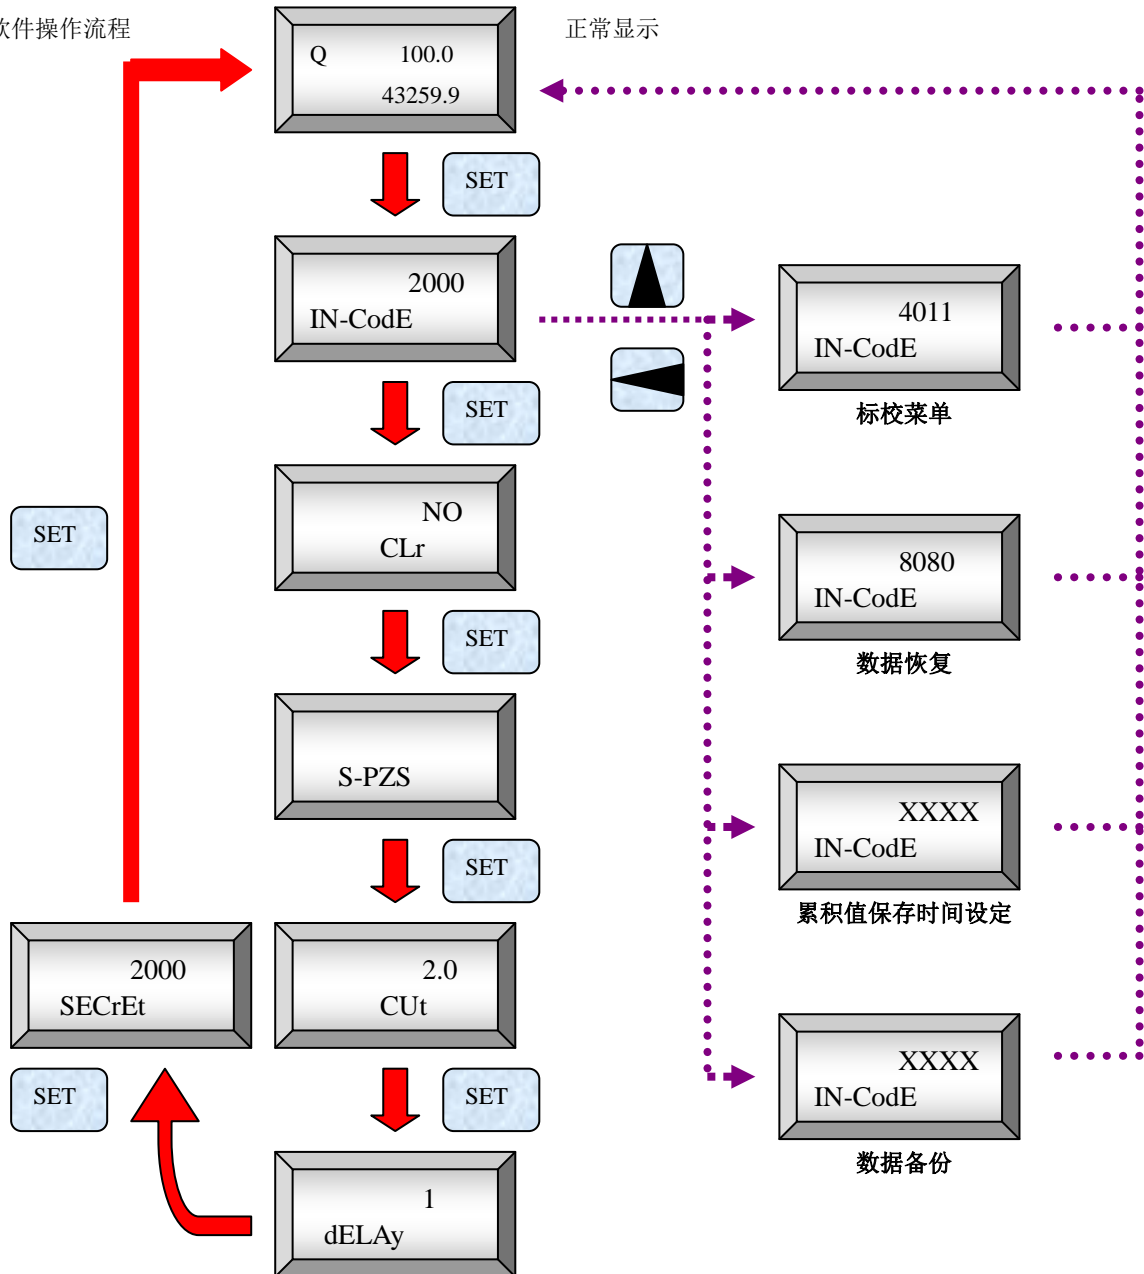 软件操作流程
正常显示
Q 100.0
43259.9
SET
2000
IN-CodE
SET
NO
CLr
SET
S-PZS
SET
2.0
CUt
SET
1
dELAy
SET
2000
SECrEt
SET
4011
IN-CodE
标校菜单
8080
IN-CodE
数据恢复
XXXX
IN-CodE
累积值保存时间设定
XXXX
IN-CodE
数据备份